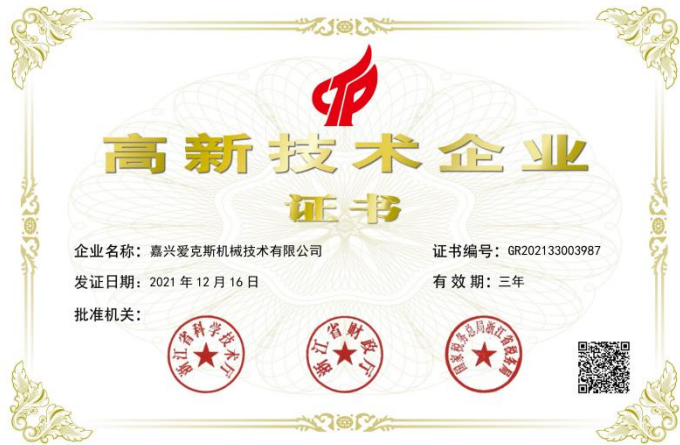 高新技术企业
证书
企业名称：嘉兴爱克斯机械技术有限公司
证书编号：GR202133003987
发证日期：2021年12月16日
有效期：三年
批准机关：
浙江省科学技术厅
浙江省财政厅
国家税务总局浙江省税务局